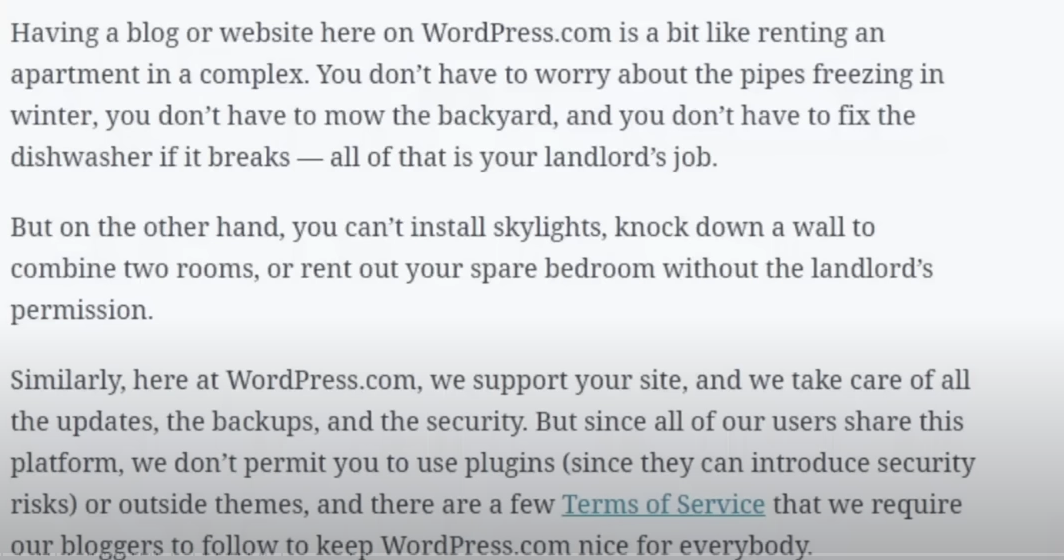 Having a blog or website here on WordPress.com is a bit like renting an
apartment in a complex. You don’t have to worry about the pipes freezing in
winter, you don’t have to mow the backyard, and you don’t have to fix the
dishwasher if it breaks — all of that is your landlord’s job.
But on the other hand, you can’t install skylights, knock down a wall to
combine two rooms, or rent out your spare bedroom without the landlord’s
permission.
Similarly, here at WordPress.com, we support your site, and we take care of all
the updates, the backups, and the security. But since all of our users share this
platform, we don’t permit you to use plugins (since they can introduce security
risks) or outside themes, and there are a few Terms of Service that we require
our bloggers to follow to keep WordPress.com nice for everybody.